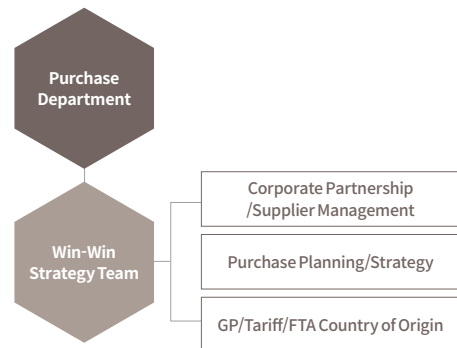 Purchase
Department
Win-Win
Strategy Team
Corporate Partnership
/Supplier Management
Purchase Planning/Strategy
GP/Tariff/FTA Country of Origin